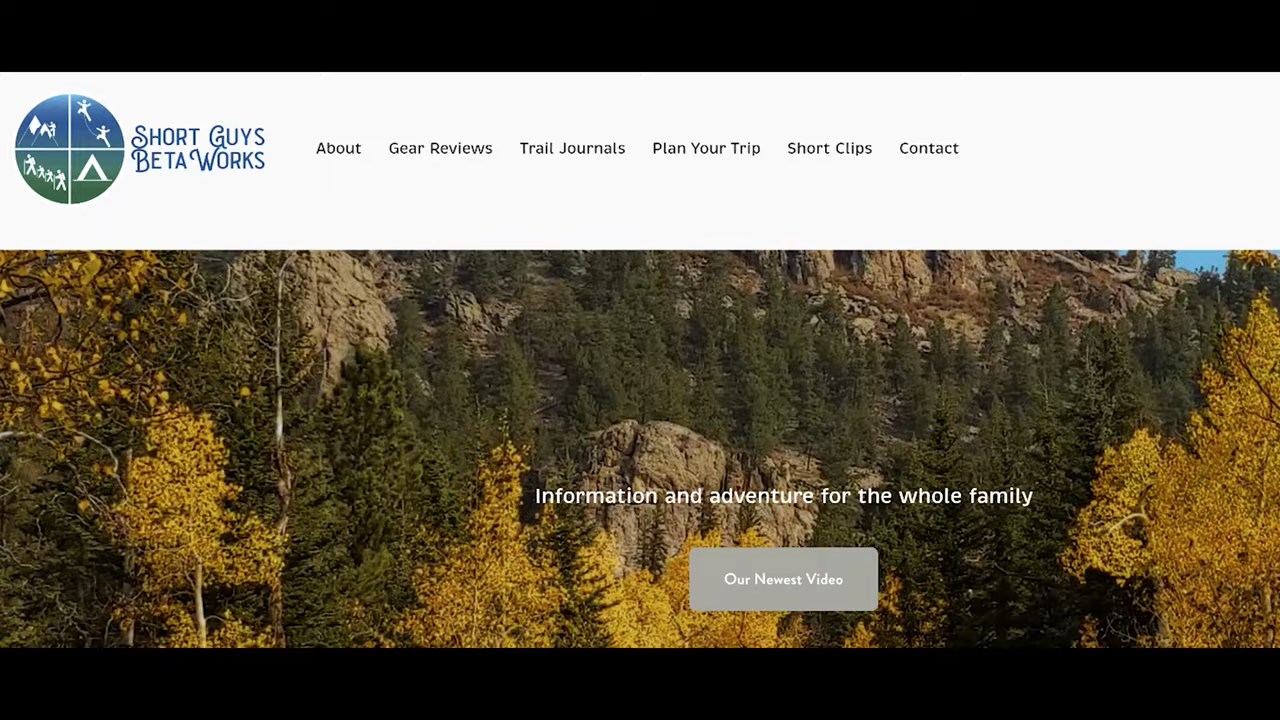 Short Guys
Beta Works
About Gear Reviews Trail Journals Plan Your Trip Short Clips Contact
Information and adventure for the whole family
Our Newest Video